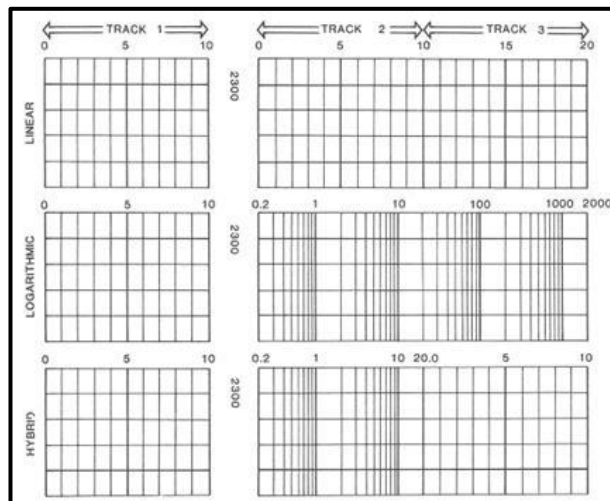 TRACK 1 TRACK 2 TRACK 3
0 5 10 0 5 10 15 20
LINEAR
2300
0 5 10 0.2 1 10 100 1000 2000
LOGARITHMIC
2300
0 5 10 0.2 1 10 20.0 5 10
HYBRID
2300